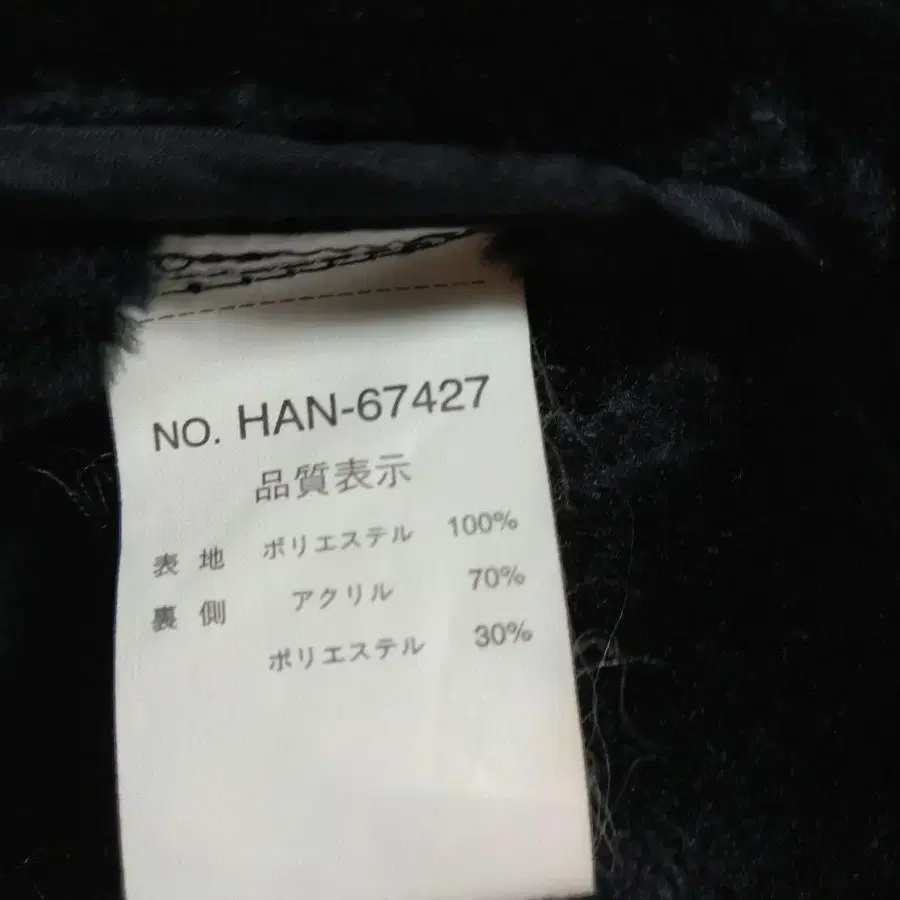 NO. HAN-67427
品質表示
表 地 ポリエステル 100%
裏 側 アクリル 70%
ポリエステル 30%